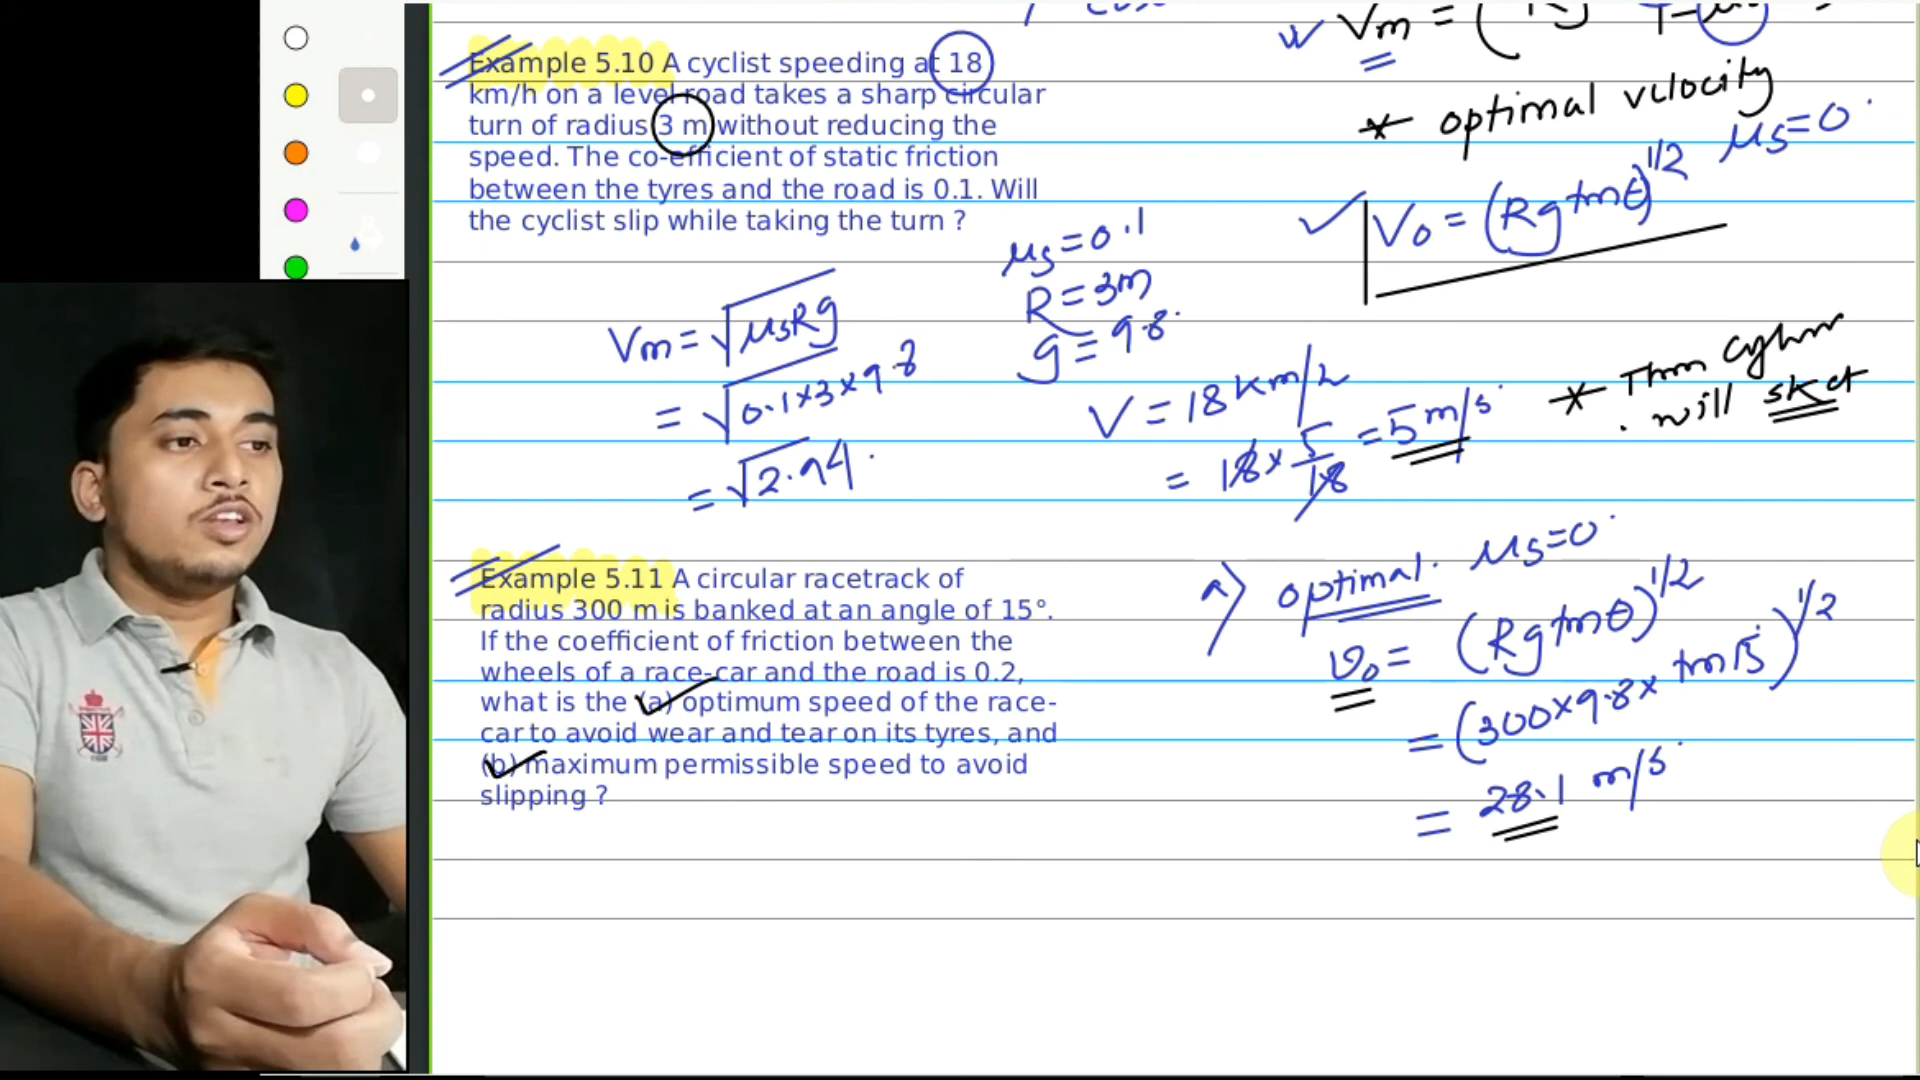 Vm = (
Example 5.10 A cyclist speeding at 18
km/h on a level road takes a sharp circular
turn of radius 3 m without reducing the
speed. The co-efficient of static friction
between the tyres and the road is 0.1. Will
the cyclist slip while taking the turn ?
* optimal velocity
μs=0.
V0 = (Rgtanθ)^1/2
μs=0.1
R=3m
g=9.8.
Vm = √μsRg
= √0.1×3×9.8
= √2.94.
V = 18 Km/h
= 18 × 5/18 = 5 m/s.
*
will
Example 5.11 A circular racetrack of
radius 300 m is banked at an angle of 15°.
If the coefficient of friction between the
wheels of a race-car and the road is 0.2,
what is the (a) optimum speed of the race-
car to avoid wear and tear on its tyres, and
(b) maximum permissible speed to avoid
slipping ?
a) optimal. μs=0.
v0 = (Rgtanθ)^1/2
= (300×9.8× tan15)^1/2
= 28.1 m/s.